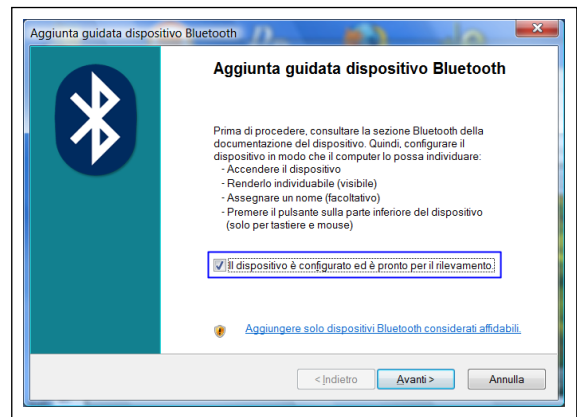 Aggiunta guidata dispositivo Bluetooth
Aggiunta guidata dispositivo Bluetooth
Prima di procedere, consultare la sezione Bluetooth della
documentazione del dispositivo. Quindi, configurare il
dispositivo in modo che il computer lo possa individuare:
- Accendere il dispositivo
- Renderlo individuabile (visibile)
- Assegnare un nome (facoltativo)
- Premere il pulsante sulla parte inferiore del dispositivo
(solo per tastiere e mouse)
Il dispositivo è configurato ed è pronto per il rilevamento
Aggiungere solo dispositivi Bluetooth considerati affidabili.
< Indietro
Avanti >
Annulla